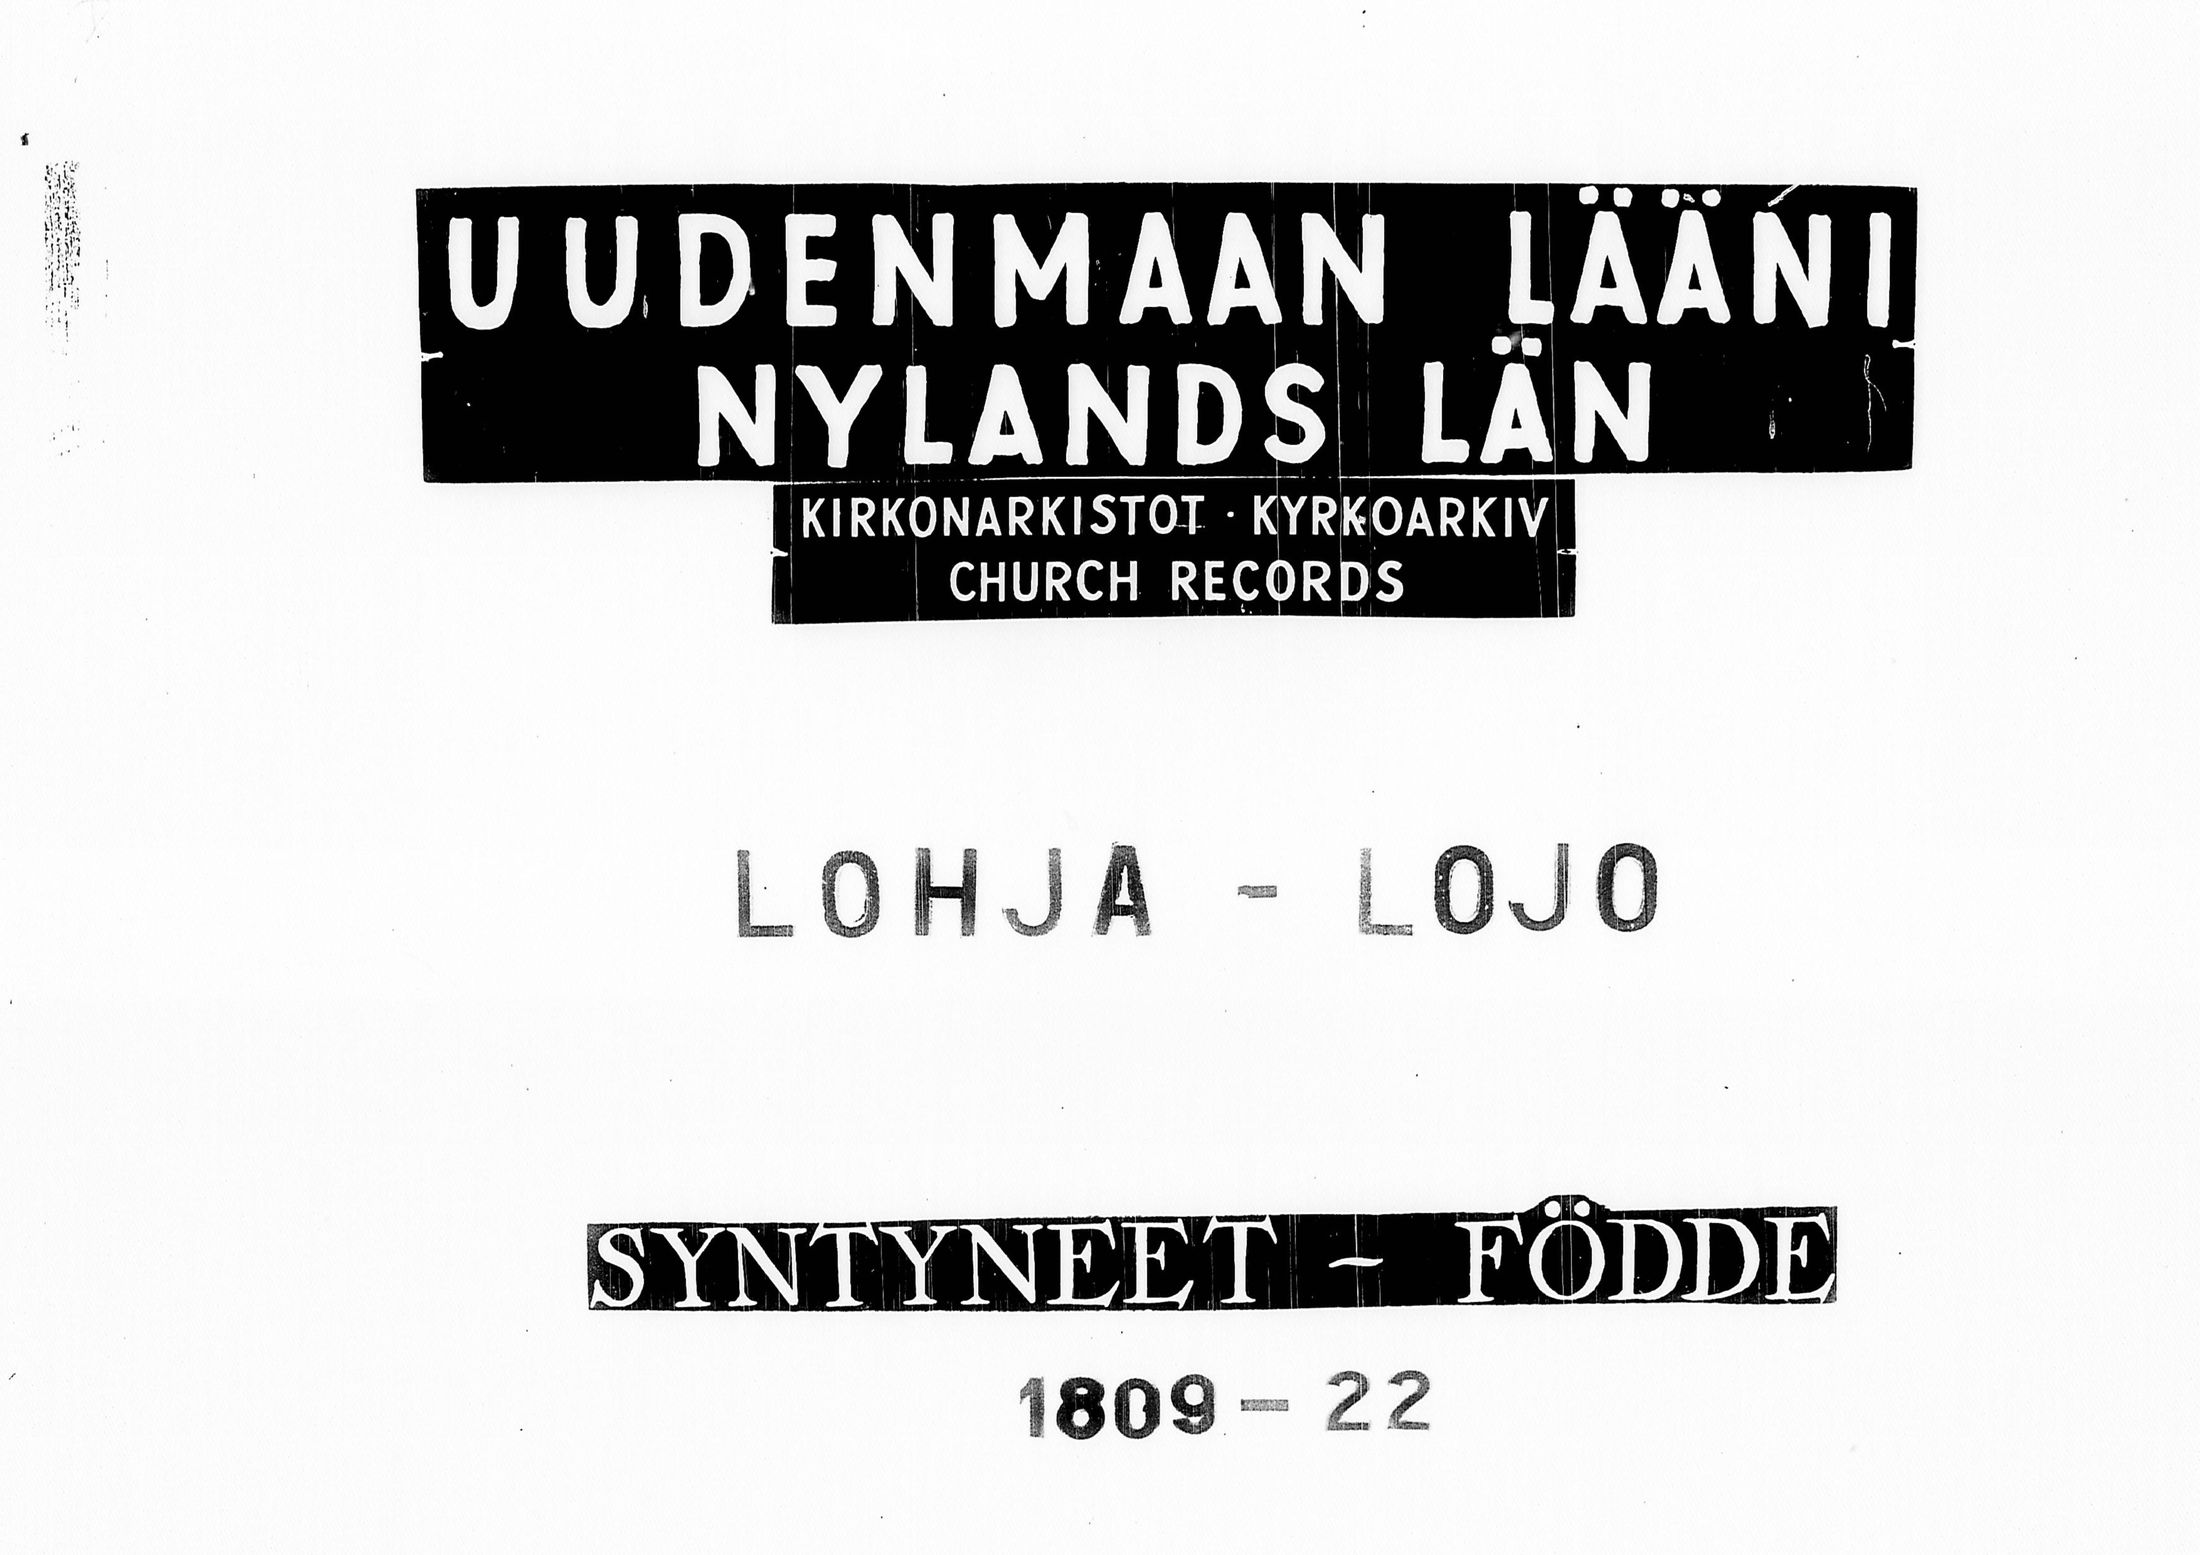 UUDENMAAN LÄÄNI
NYLANDS LÄN
KIRKONARKISTOT · KYRKOARKIV
CHURCH RECORDS
LOHJA - LOJO
SYNTYNEET - FÖDDE
1809-22